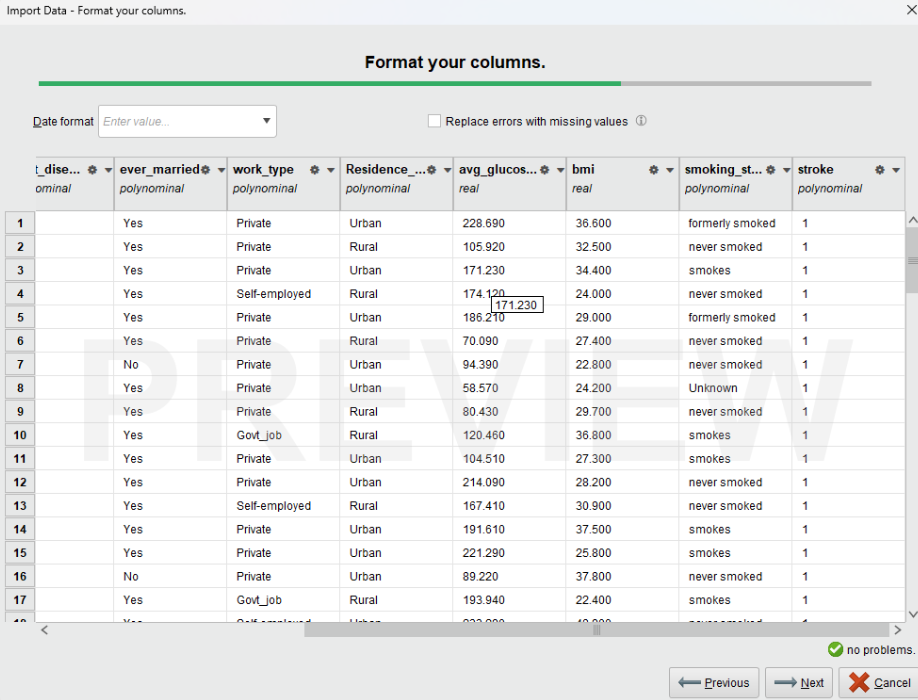 Import Data - Format your columns.
Format your columns.
Date format Enter value... Replace errors with missing values
t_dise... ever_married work_type Residence_... avg_glucos... bmi smoking_st... stroke
ominal polynominal polynominal polynominal real real polynominal polynominal
1 Yes Private Urban 228.690 36.600 formerly smoked 1
2 Yes Private Rural 105.920 32.500 never smoked 1
3 Yes Private Urban 171.230 34.400 smokes 1
4 Yes Self-employed Rural 174.120 24.000 never smoked 1
171.230
5 Yes Private Urban 186.210 29.000 formerly smoked 1
6 Yes Private Rural 70.090 27.400 never smoked 1
7 No Private Urban 94.390 22.800 never smoked 1
8 Yes Private Urban 58.570 24.200 Unknown 1
9 Yes Private Rural 80.430 29.700 never smoked 1
PREVIEW
10 Yes Govt_job Rural 120.460 36.800 smokes 1
11 Yes Private Urban 104.510 27.300 smokes 1
12 Yes Private Urban 214.090 28.200 never smoked 1
13 Yes Self-employed Rural 167.410 30.900 never smoked 1
14 Yes Private Urban 191.610 37.500 smokes 1
15 Yes Private Urban 221.290 25.800 smokes 1
16 No Private Urban 89.220 37.800 never smoked 1
17 Yes Govt_job Rural 193.940 22.400 smokes 1
no problems.
Previous Next Cancel